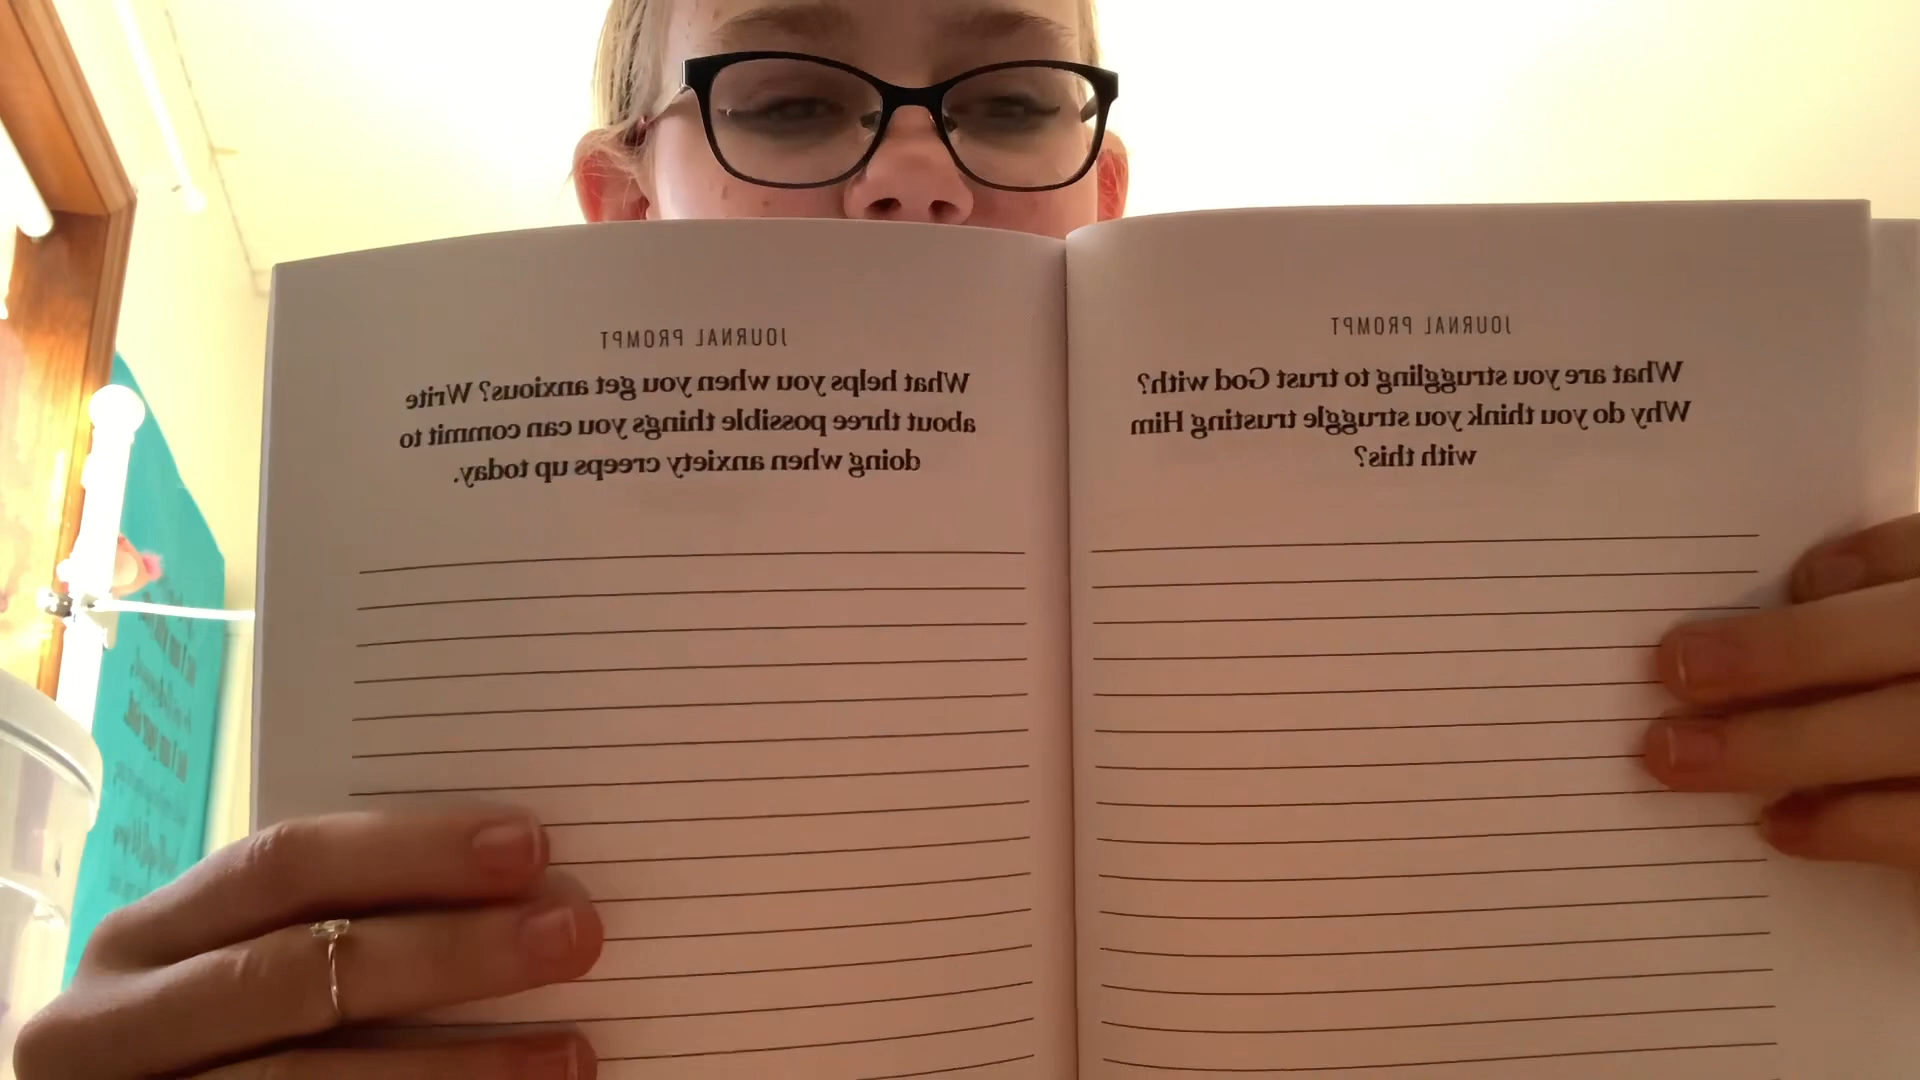 JOURNAL PROMPT
What are you struggling to trust God with?
Why do you think you struggle trusting Him
with this?
JOURNAL PROMPT
What helps you when you get anxious? Write
about three possible things you can commit to
doing when anxiety creeps up today.